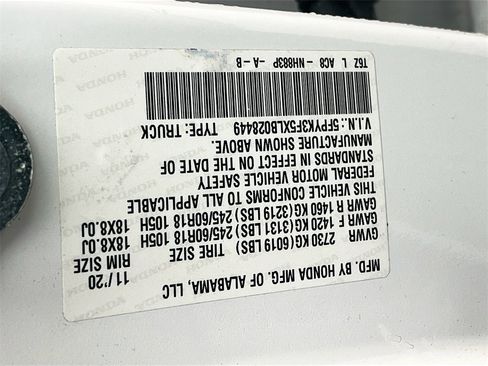 MFD. BY HONDA MFG. OF ALABAMA, LLC 11/'20
GVWR 2730 KG(6019 LBS) TIRE SIZE RIM SIZE
GAWR F 1420 KG(3131 LBS) 245/60R18 105H 18X8.0J
GAWR R 1460 KG(3219 LBS) 245/60R18 105H 18X8.0J
THIS VEHICLE CONFORMS TO ALL APPLICABLE
FEDERAL MOTOR VEHICLE SAFETY
STANDARDS IN EFFECT ON THE DATE OF
MANUFACTURE SHOWN ABOVE.
V.I.N.: 5FPYK3F5XLB028449 TYPE: TRUCK
T6Z L AC8 -NH883P -A-B